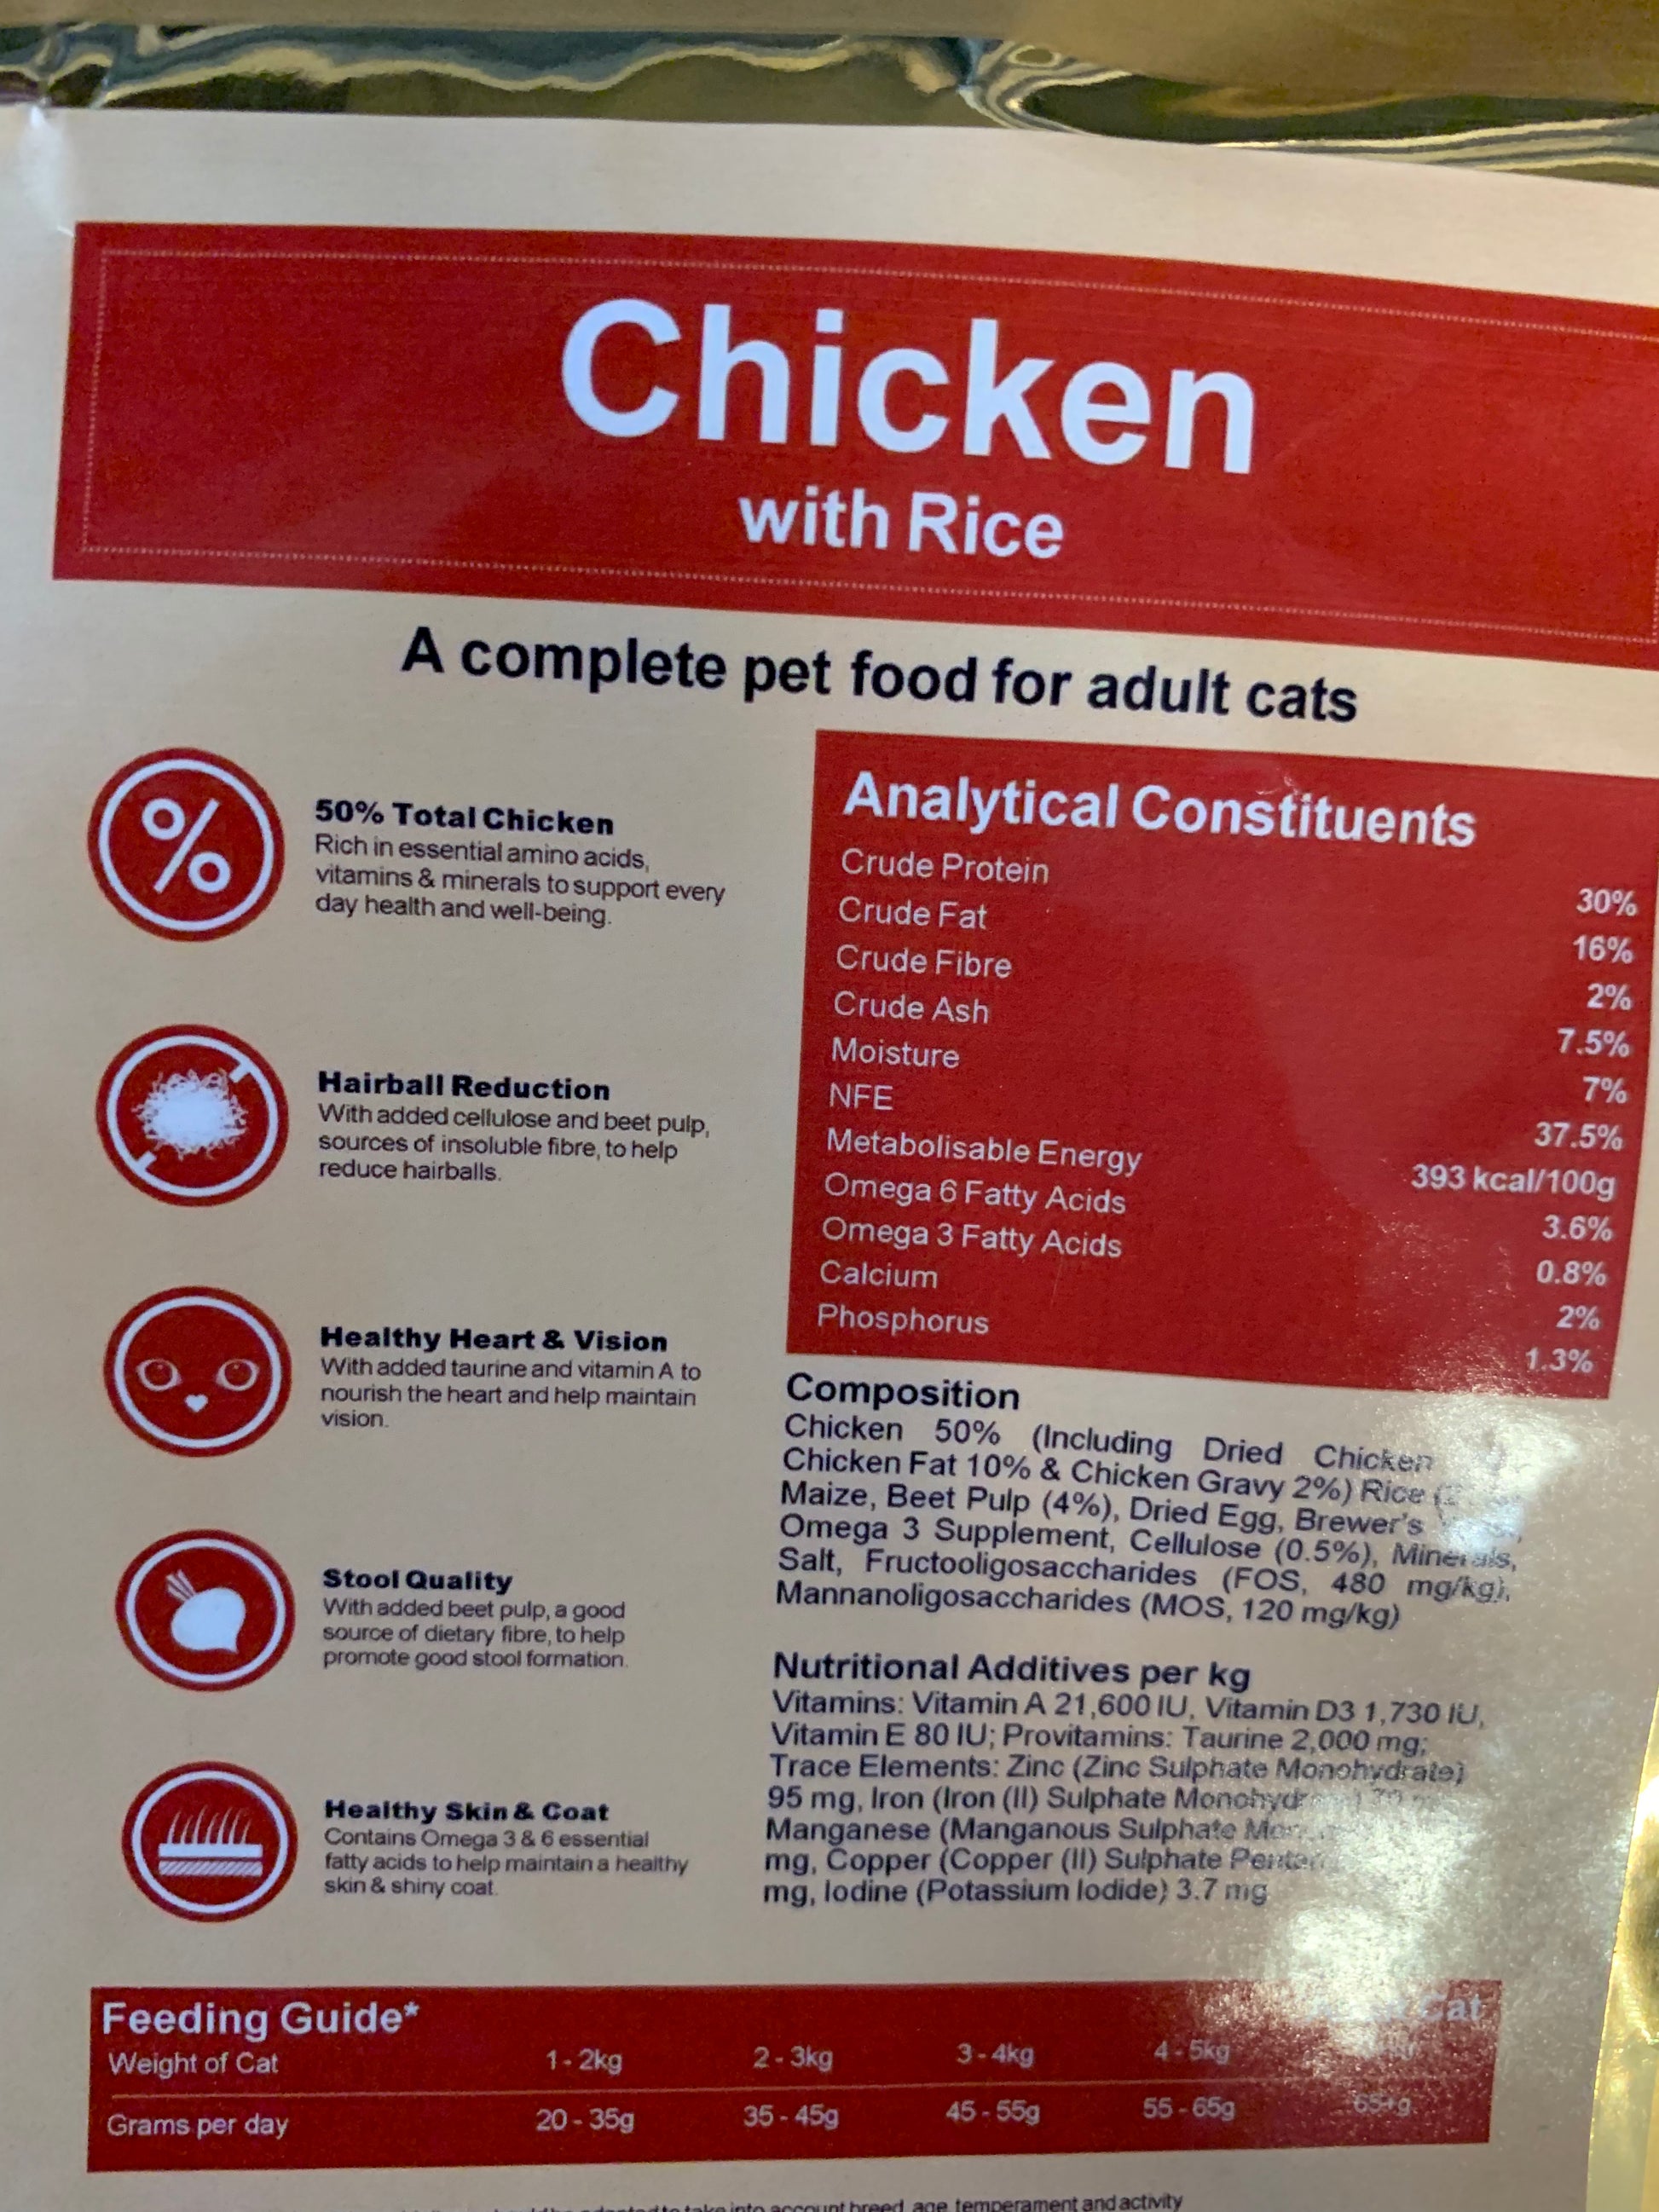 Chicken
with Rice
A complete pet food for adult cats
50% Total Chicken
Rich in essential amino acids,
vitamins & minerals to support every
day health and well-being.
Hairball Reduction
With added cellulose and beet pulp,
sources of insoluble fibre, to help
reduce hairballs.
Healthy Heart & Vision
With added taurine and vitamin A to
nourish the heart and help maintain
vision.
Stool Quality
With added beet pulp, a good
source of dietary fibre, to help
promote good stool formation.
Healthy Skin & Coat
Contains Omega 3 & 6 essential
fatty acids to help maintain a healthy
skin & shiny coat.
Analytical Constituents
Crude Protein 30%
Crude Fat 16%
Crude Fibre 2%
Crude Ash 7.5%
Moisture 7%
NFE 37.5%
Metabolisable Energy 393 kcal/100g
Omega 6 Fatty Acids 3.6%
Omega 3 Fatty Acids 0.8%
Calcium 2%
Phosphorus 1.3%
Composition
Chicken 50% (Including Dried Chicken
Chicken Fat 10% & Chicken Gravy 2%) Rice
Maize, Beet Pulp (4%), Dried Egg, Brewer's
Omega 3 Supplement, Cellulose (0.5%), Minerals,
Salt, Fructooligosaccharides (FOS, 480 mg/kg),
Mannanoligosaccharides (MOS, 120 mg/kg)
Nutritional Additives per kg
Vitamins: Vitamin A 21,600 IU, Vitamin D3 1,730 IU,
Vitamin E 80 IU; Provitamins: Taurine 2,000 mg;
Trace Elements: Zinc (Zinc Sulphate Monohydrate)
95 mg, Iron (Iron (II) Sulphate
Manganese (Manganous Sulphate
mg, Copper (Copper (II) Sulphate
mg, Iodine (Potassium Iodide) 3.7 mg
Feeding Guide*
Cat
Weight of Cat 1 - 2kg 2 - 3kg 3 - 4kg 4 - 5kg
Grams per day 20 - 35g 35 - 45g 45 - 55g 55 - 65g 65+g
to take into account breed, age, temperament and activity